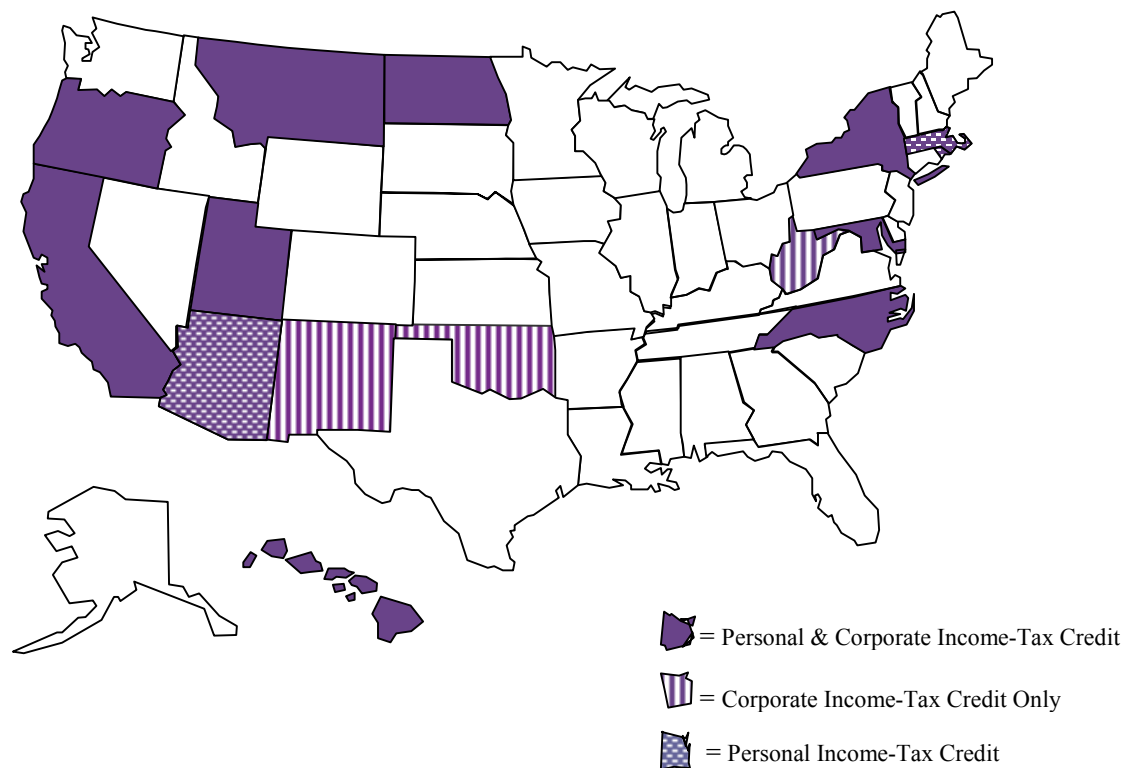 = Personal & Corporate Income-Tax Credit
= Corporate Income-Tax Credit Only
= Personal Income-Tax Credit